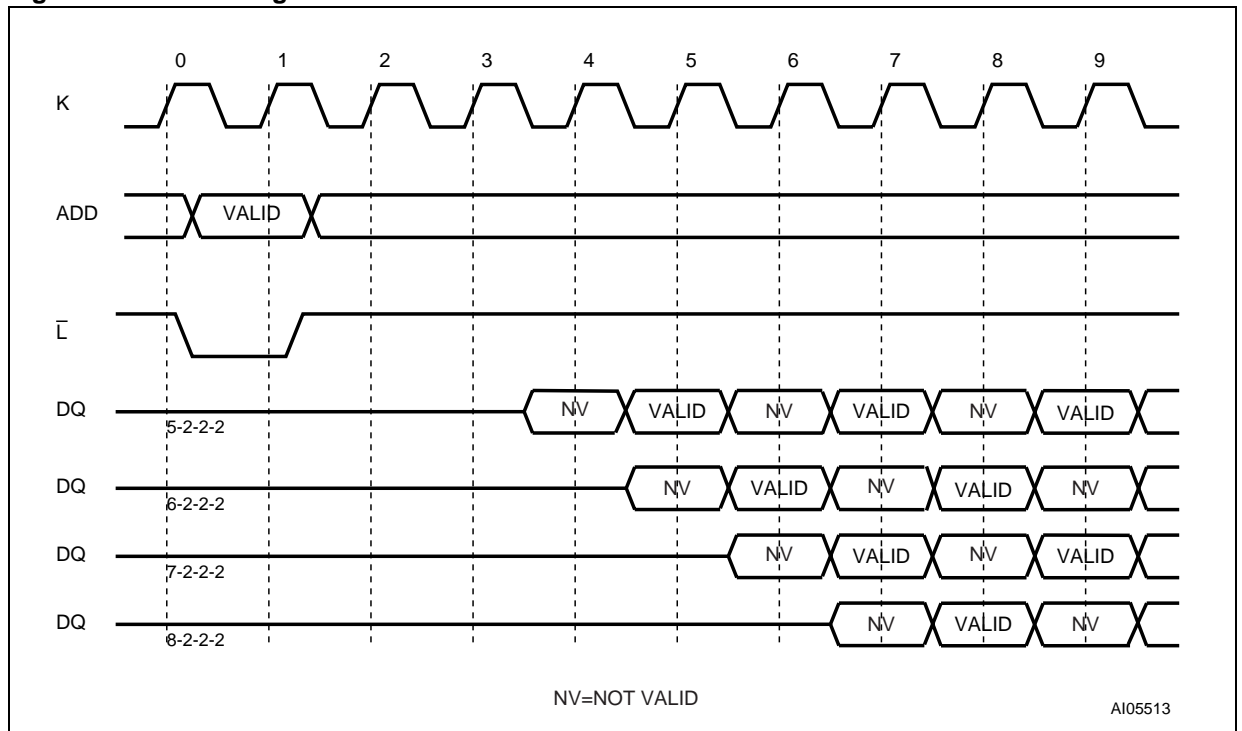 0 1 2 3 4 5 6 7 8 9
K
ADD VALID
L̅
DQ NV VALID NV VALID NV VALID
5-2-2-2
DQ NV VALID NV VALID NV
6-2-2-2
DQ NV VALID NV VALID
7-2-2-2
DQ NV VALID NV
8-2-2-2
NV=NOT VALID
AI05513